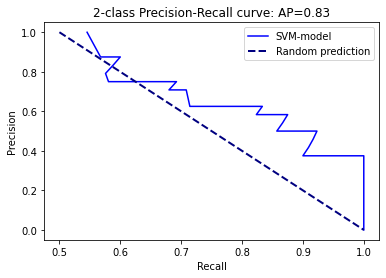 2-class Precision-Recall curve: AP=0.83
SVM-model
Random prediction
1.0
0.8
0.6
0.4
0.2
0.0
Precision
0.5
0.6
0.7
0.8
0.9
1.0
Recall